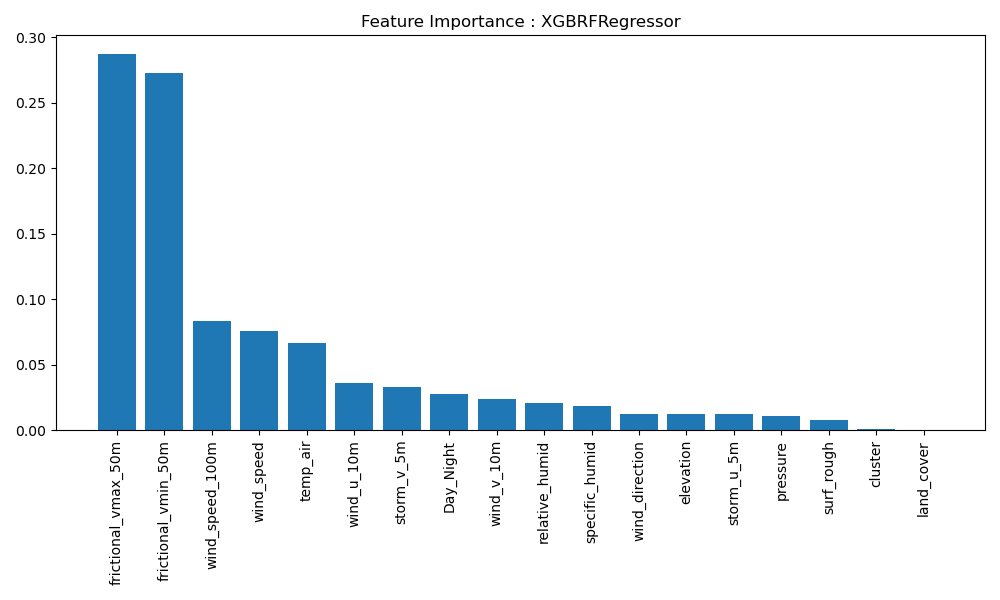 Feature Importance : XGBRFRegressor
0.30
0.25
0.20
0.15
0.10
0.05
0.00
frictional_vmax_50m
frictional_vmin_50m
wind_speed_100m
wind_speed
temp_air
wind_u_10m
storm_v_5m
Day_Night
wind_v_10m
relative_humid
specific_humid
wind_direction
elevation
storm_u_5m
pressure
surf_rough
cluster
land_cover